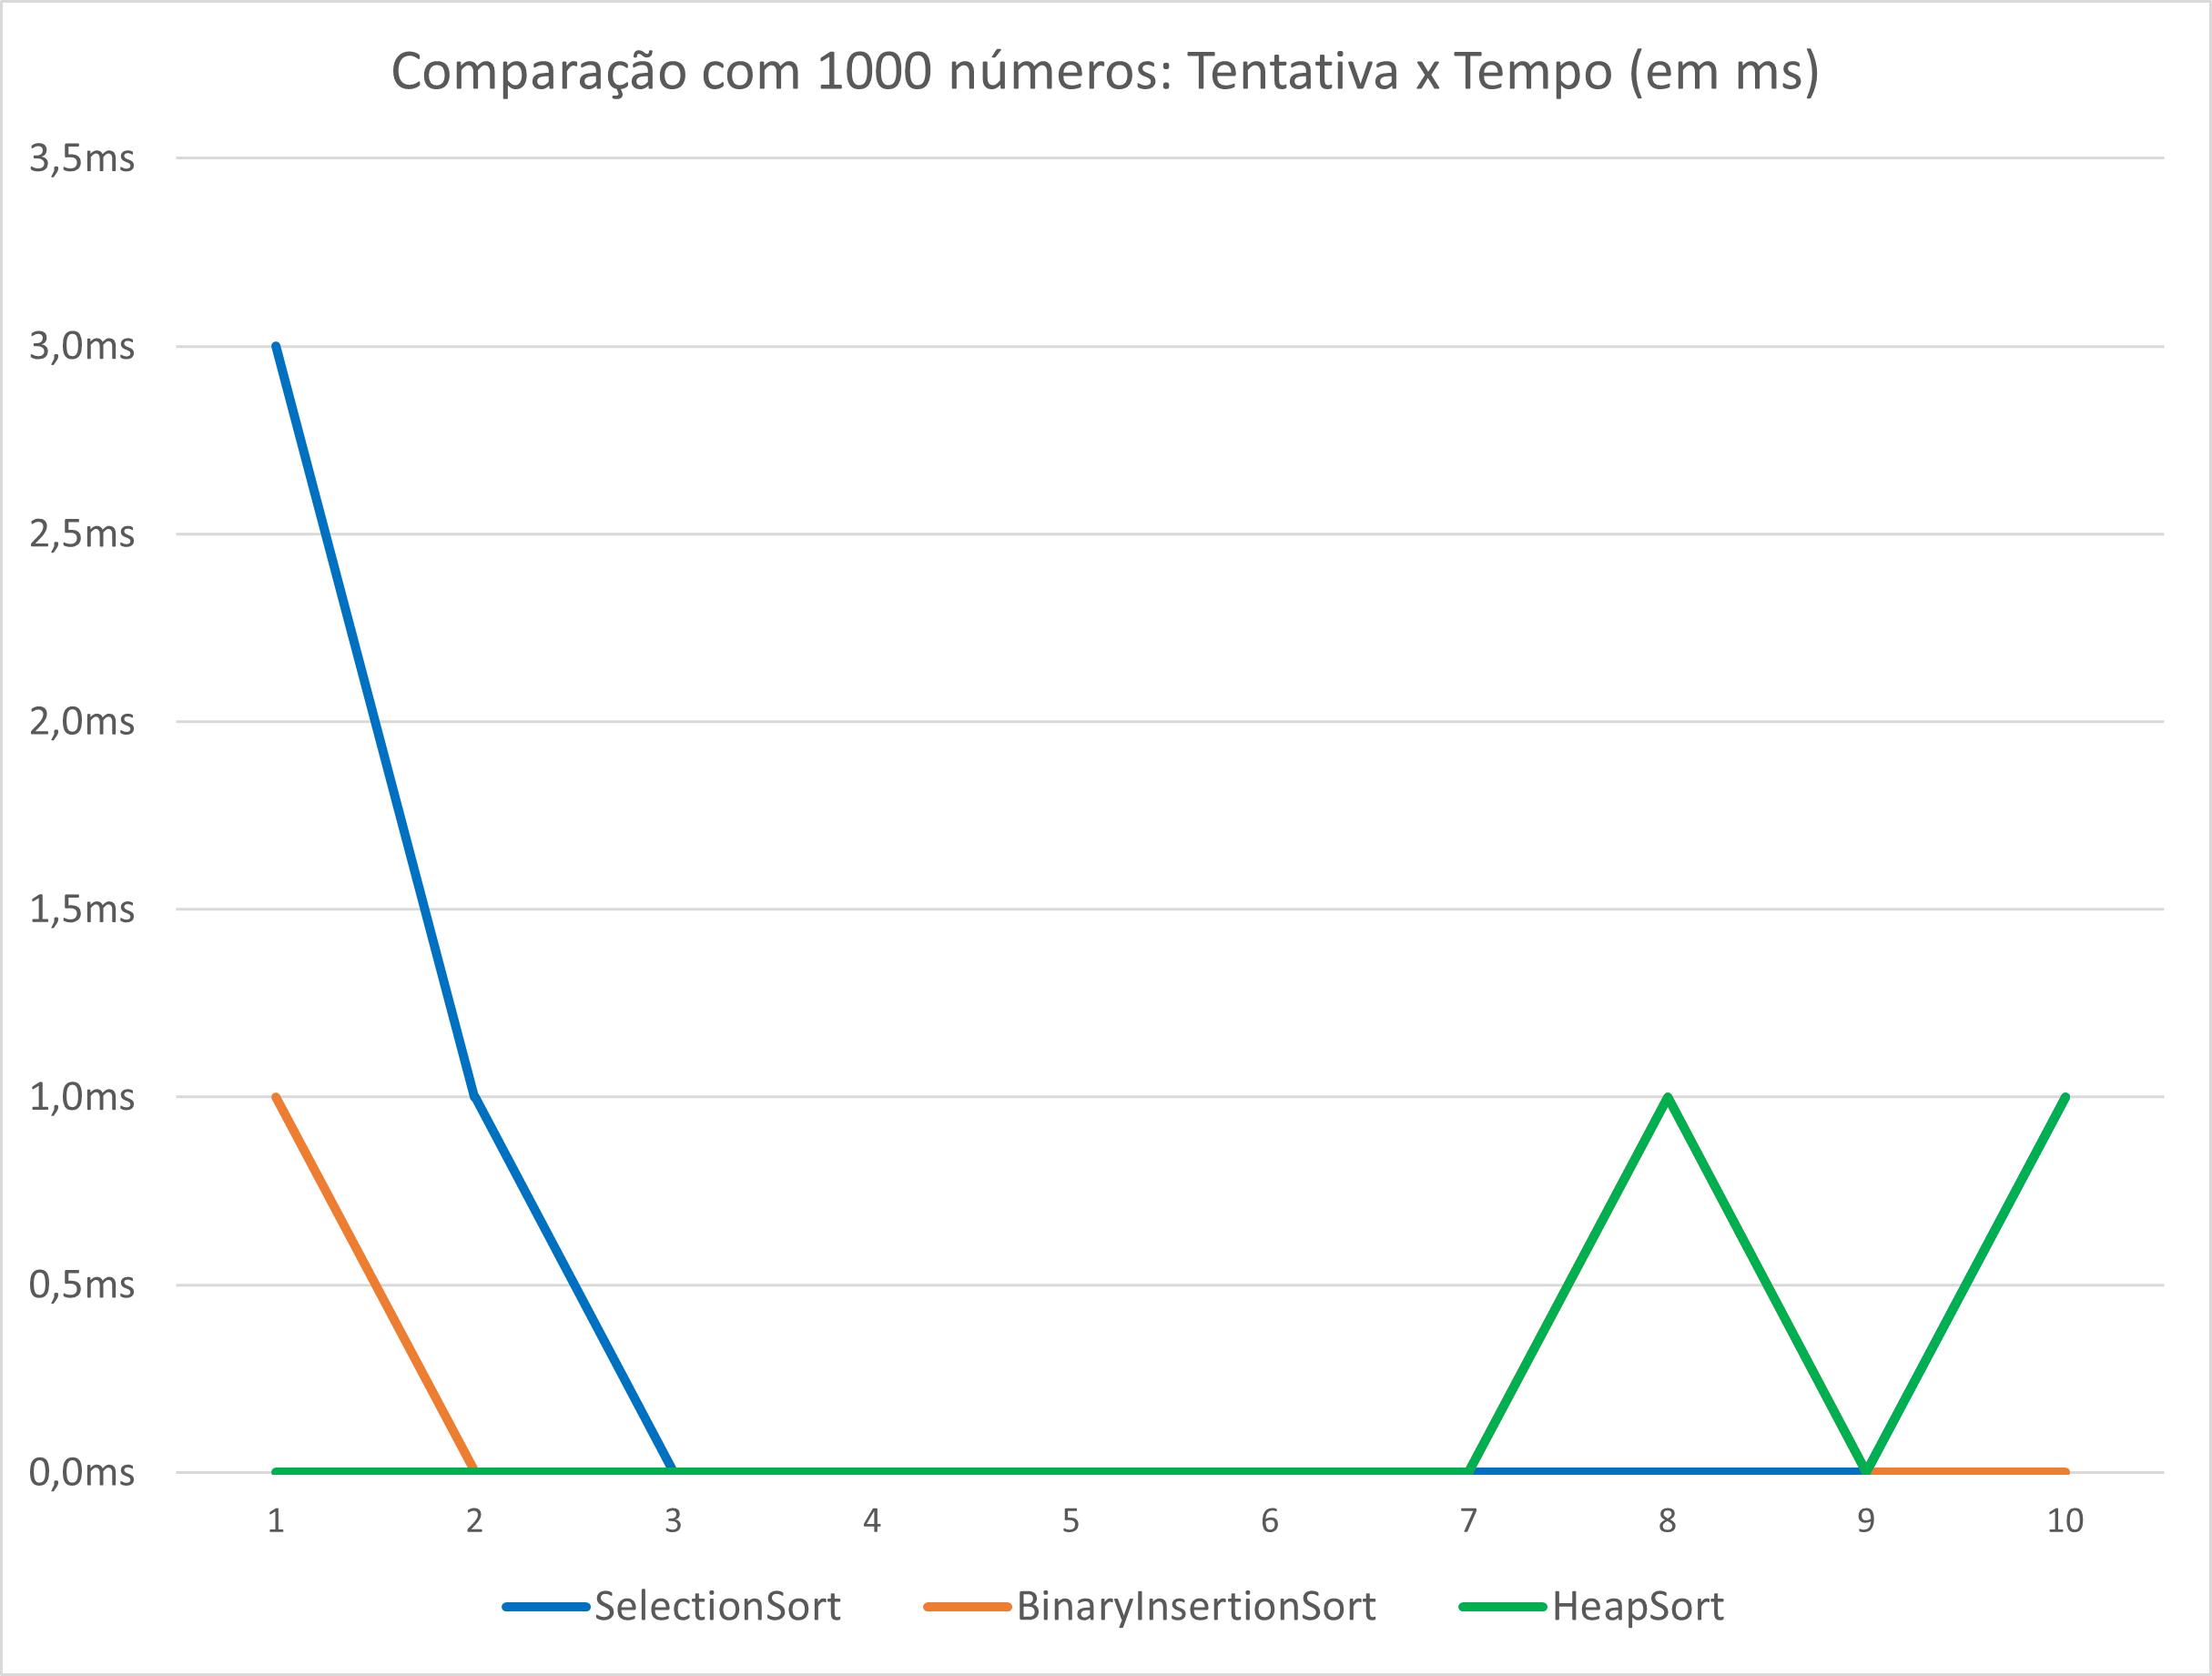 Comparação com 1000 números: Tentativa x Tempo (em ms)
3,5ms
3,0ms
2,5ms
2,0ms
1,5ms
1,0ms
0,5ms
0,0ms
1 2 3 4 5 6 7 8 9 10
SelectionSort BinaryInsertionSort HeapSort